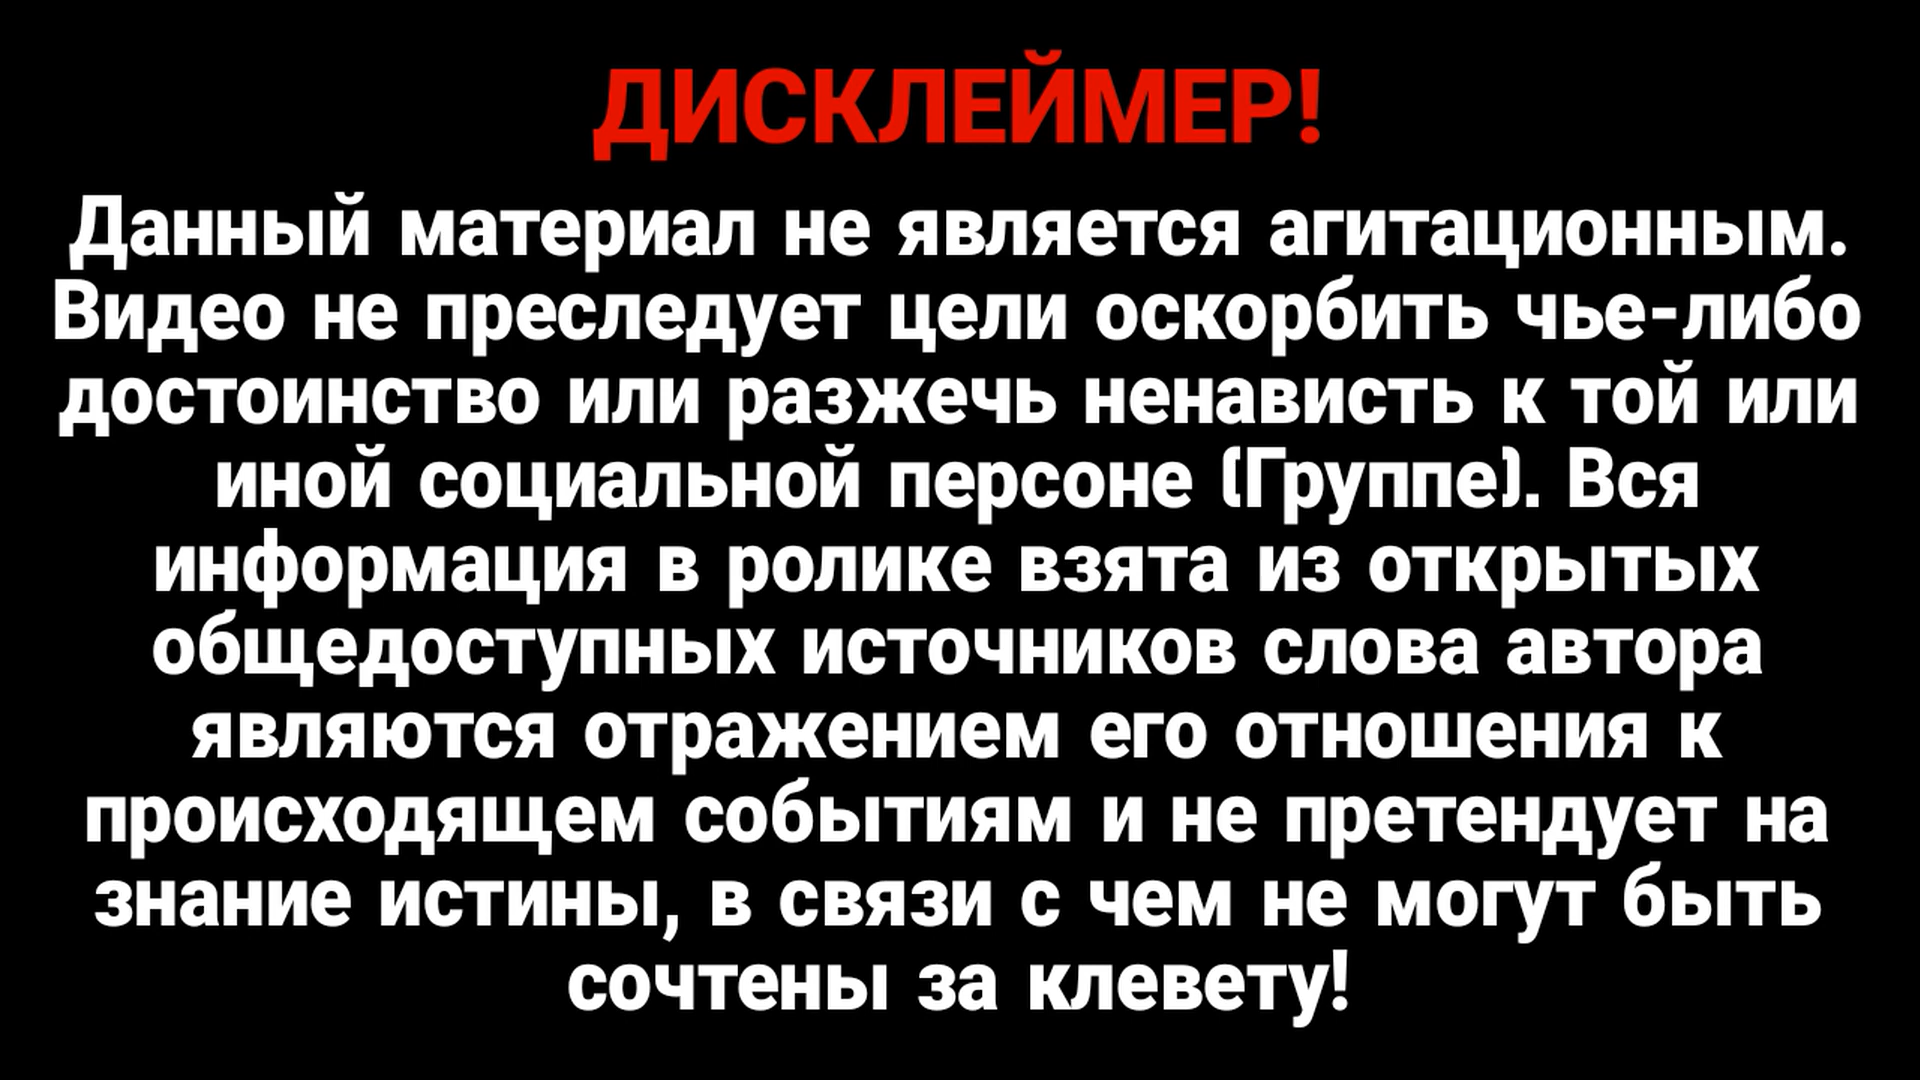 ДИСКЛЕЙМЕР!
Данный материал не является агитационным.
Видео не преследует цели оскорбить чье-либо
достоинство или разжечь ненависть к той или
иной социальной персоне (Группе). Вся
информация в ролике взята из открытых
общедоступных источников слова автора
являются отражением его отношения к
происходящем событиям и не претендует на
знание истины, в связи с чем не могут быть
сочтены за клевету!